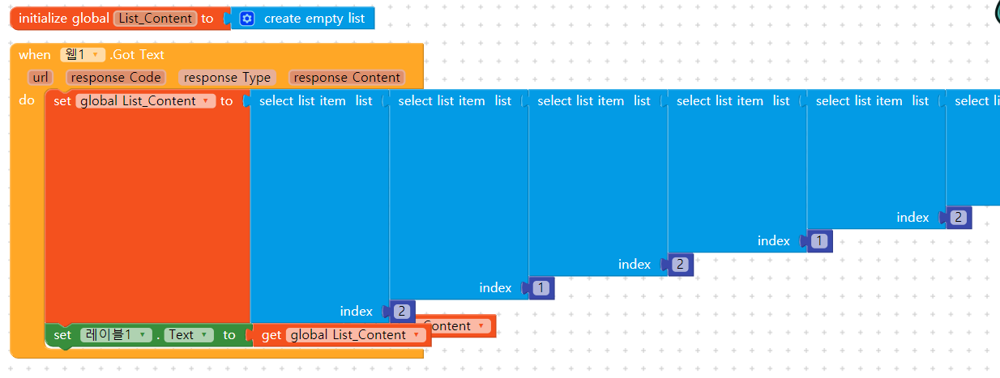 initialize global List_Content to create empty list
when 웹1 .Got Text
url response Code response Type response Content
do set global List_Content to select list item list select list item list select list item list select list item list select list item list select
index 2
index 1
index 2
index 1
index 2
Content
set 레이블1 . Text to get global List_Content